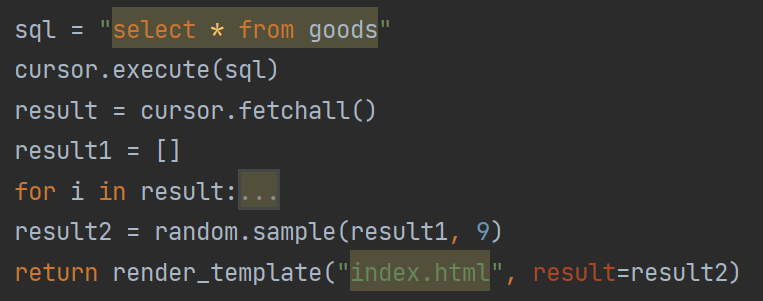 sql = "select * from goods"
cursor.execute(sql)
result = cursor.fetchall()
result1 = []
for i in result:...
result2 = random.sample(result1, 9)
return render_template("index.html", result=result2)